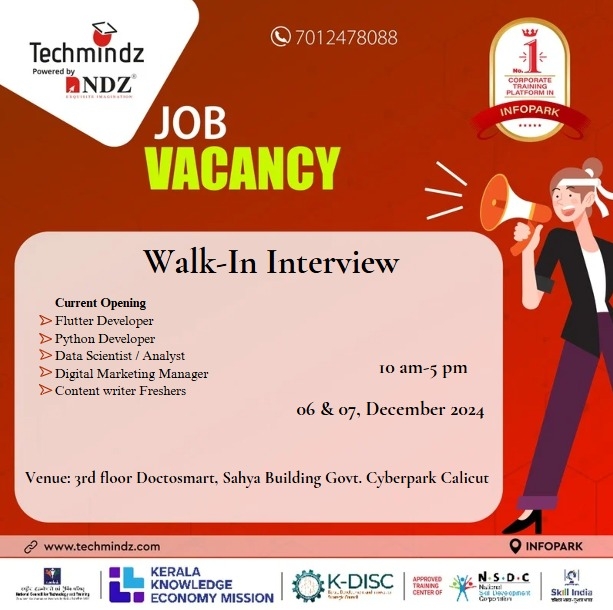 Techmindz
Powered by
NDZ®
EXQUISITE IMAGINATION
7012478088
No. 1
CORPORATE
TRAINING
PLATFORM IN
INFOPARK
JOB
VACANCY
Walk-In Interview
Current Opening
Flutter Developer
Python Developer
Data Scientist / Analyst
Digital Marketing Manager
Content writer Freshers
10 am-5 pm
06 & 07, December 2024
Venue: 3rd floor Doctosmart, Sahya Building Govt. Cyberpark Calicut
www.techmindz.com
INFOPARK
KERALA
KNOWLEDGE
ECONOMY MISSION
K-DISC
APPROVED
TRAINING
CENTER OF
N·S·D·C
National
Skill Development
Corporation
Skill India